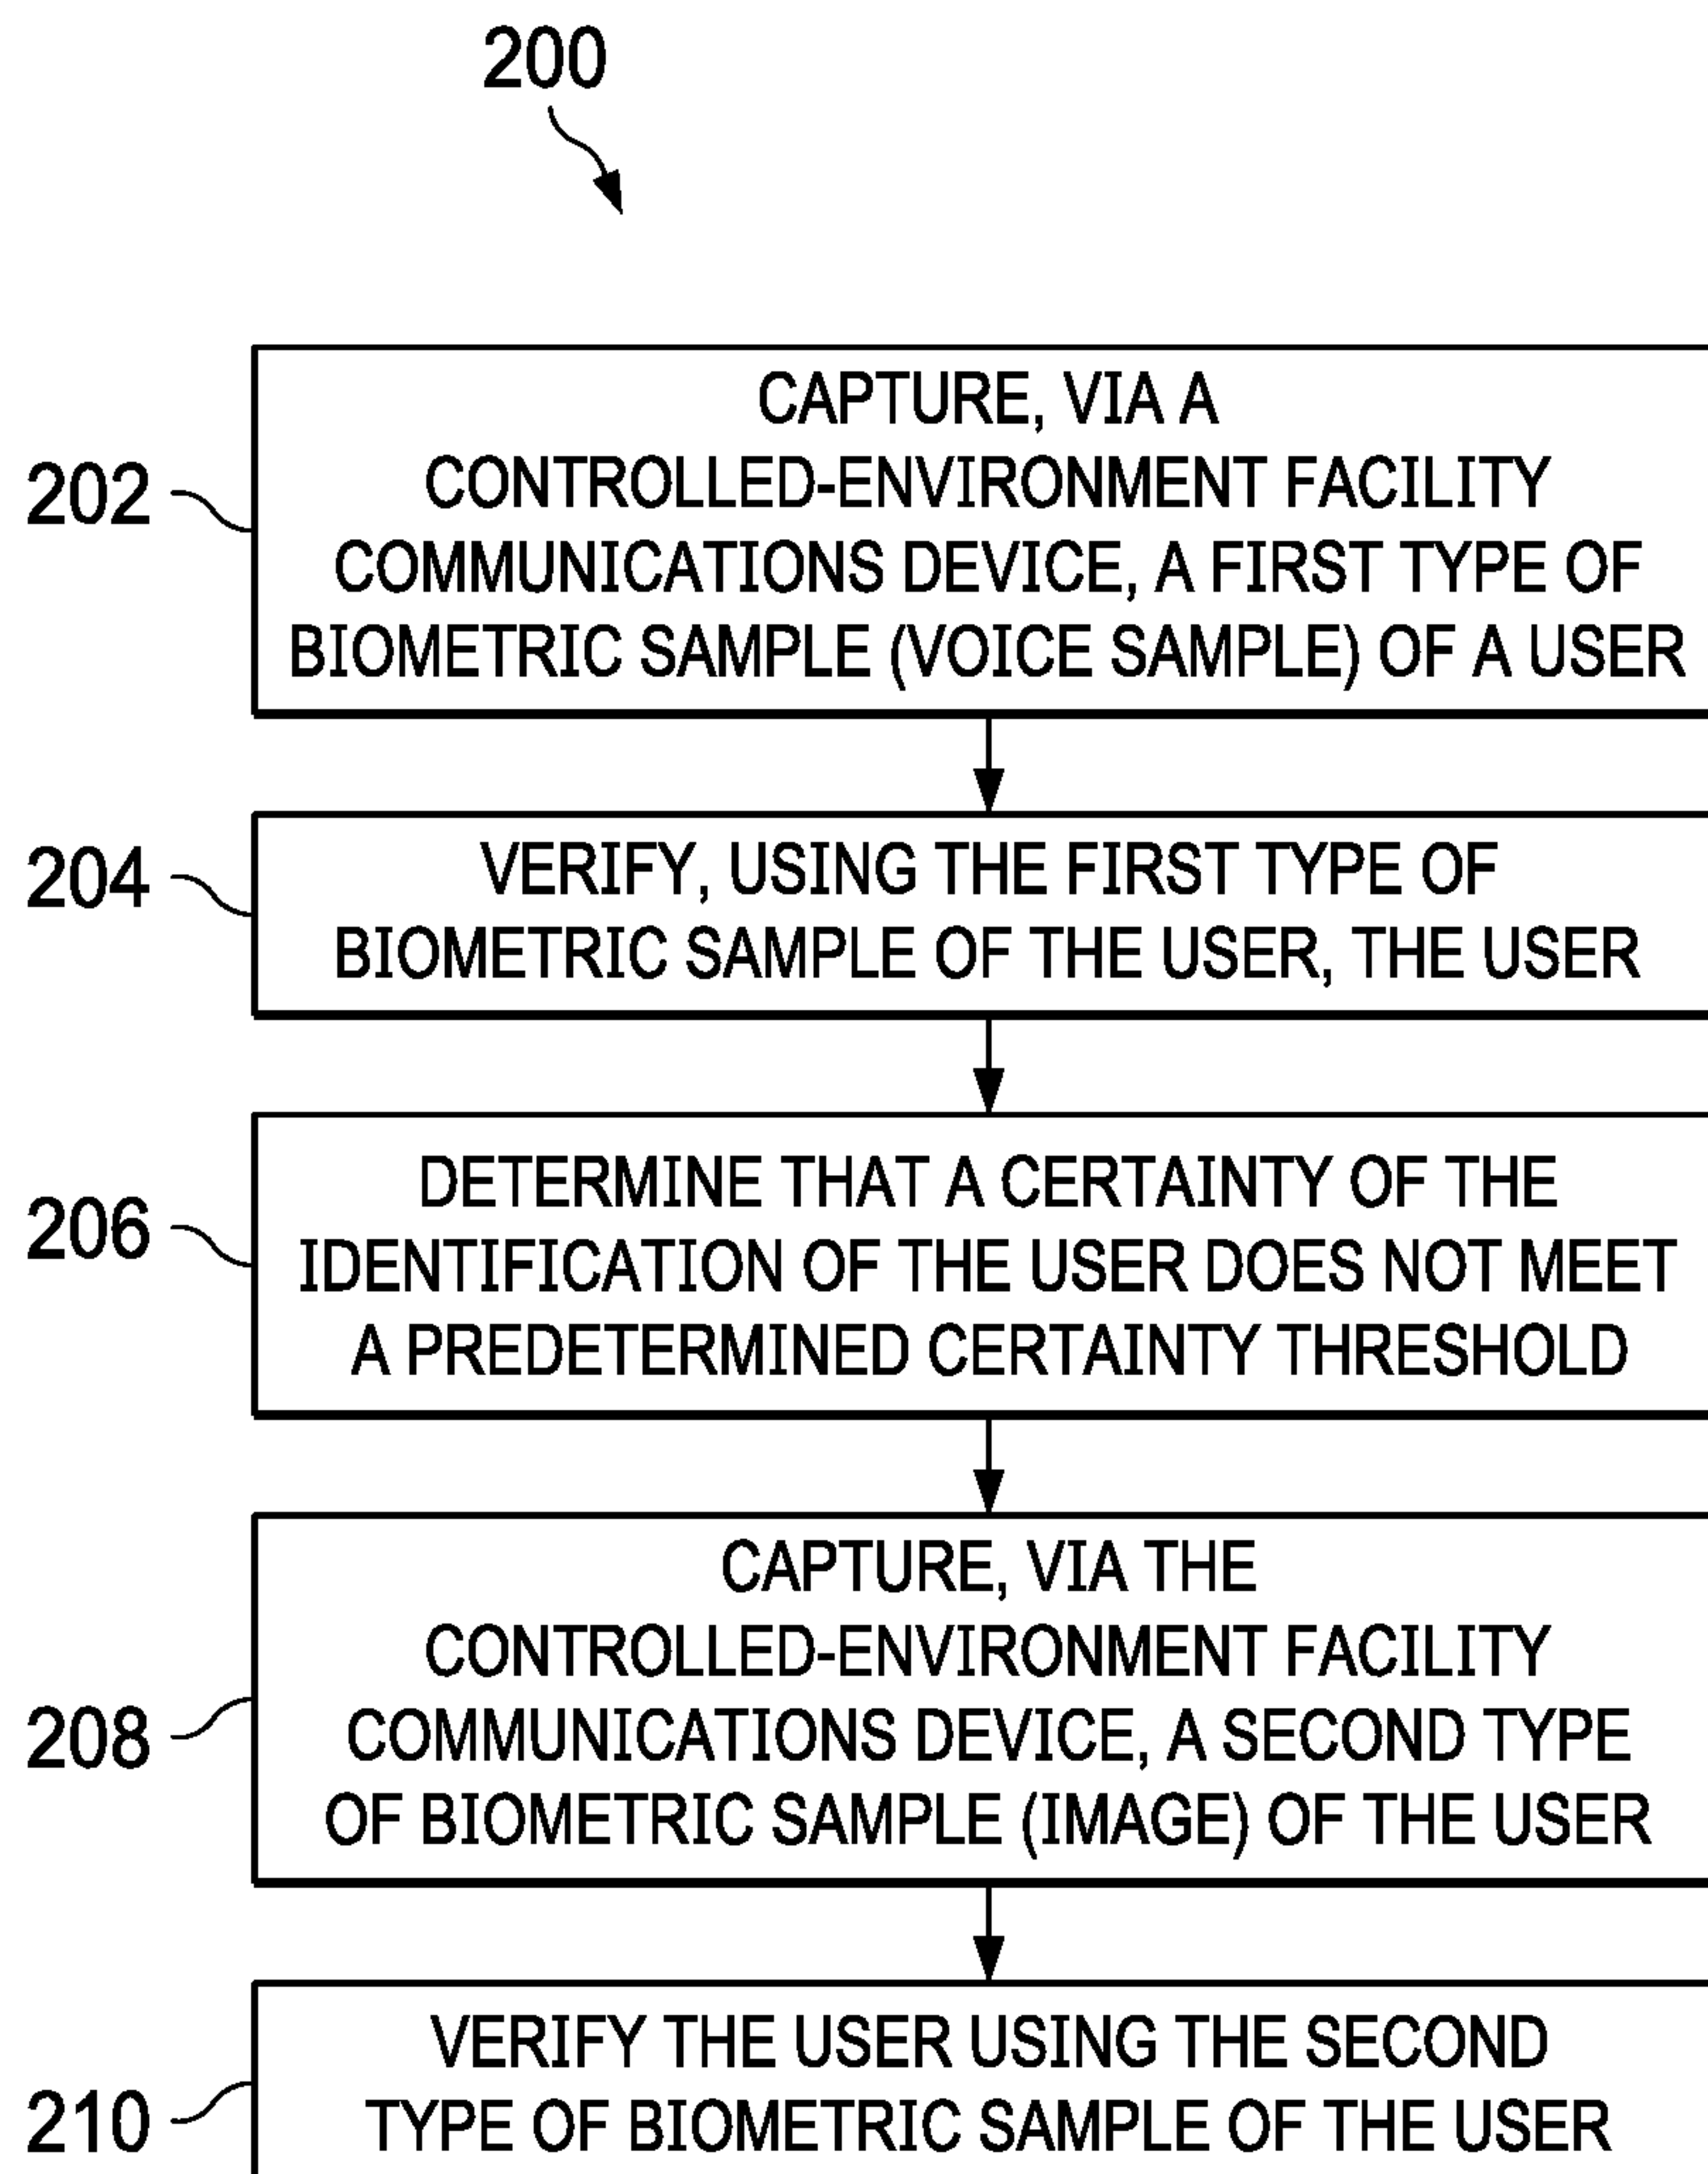 200
202
CAPTURE, VIA A
CONTROLLED-ENVIRONMENT FACILITY
COMMUNICATIONS DEVICE, A FIRST TYPE OF
BIOMETRIC SAMPLE (VOICE SAMPLE) OF A USER
204
VERIFY, USING THE FIRST TYPE OF
BIOMETRIC SAMPLE OF THE USER, THE USER
206
DETERMINE THAT A CERTAINTY OF THE
IDENTIFICATION OF THE USER DOES NOT MEET
A PREDETERMINED CERTAINTY THRESHOLD
208
CAPTURE, VIA THE
CONTROLLED-ENVIRONMENT FACILITY
COMMUNICATIONS DEVICE, A SECOND TYPE
OF BIOMETRIC SAMPLE (IMAGE) OF THE USER
210
VERIFY THE USER USING THE SECOND
TYPE OF BIOMETRIC SAMPLE OF THE USER